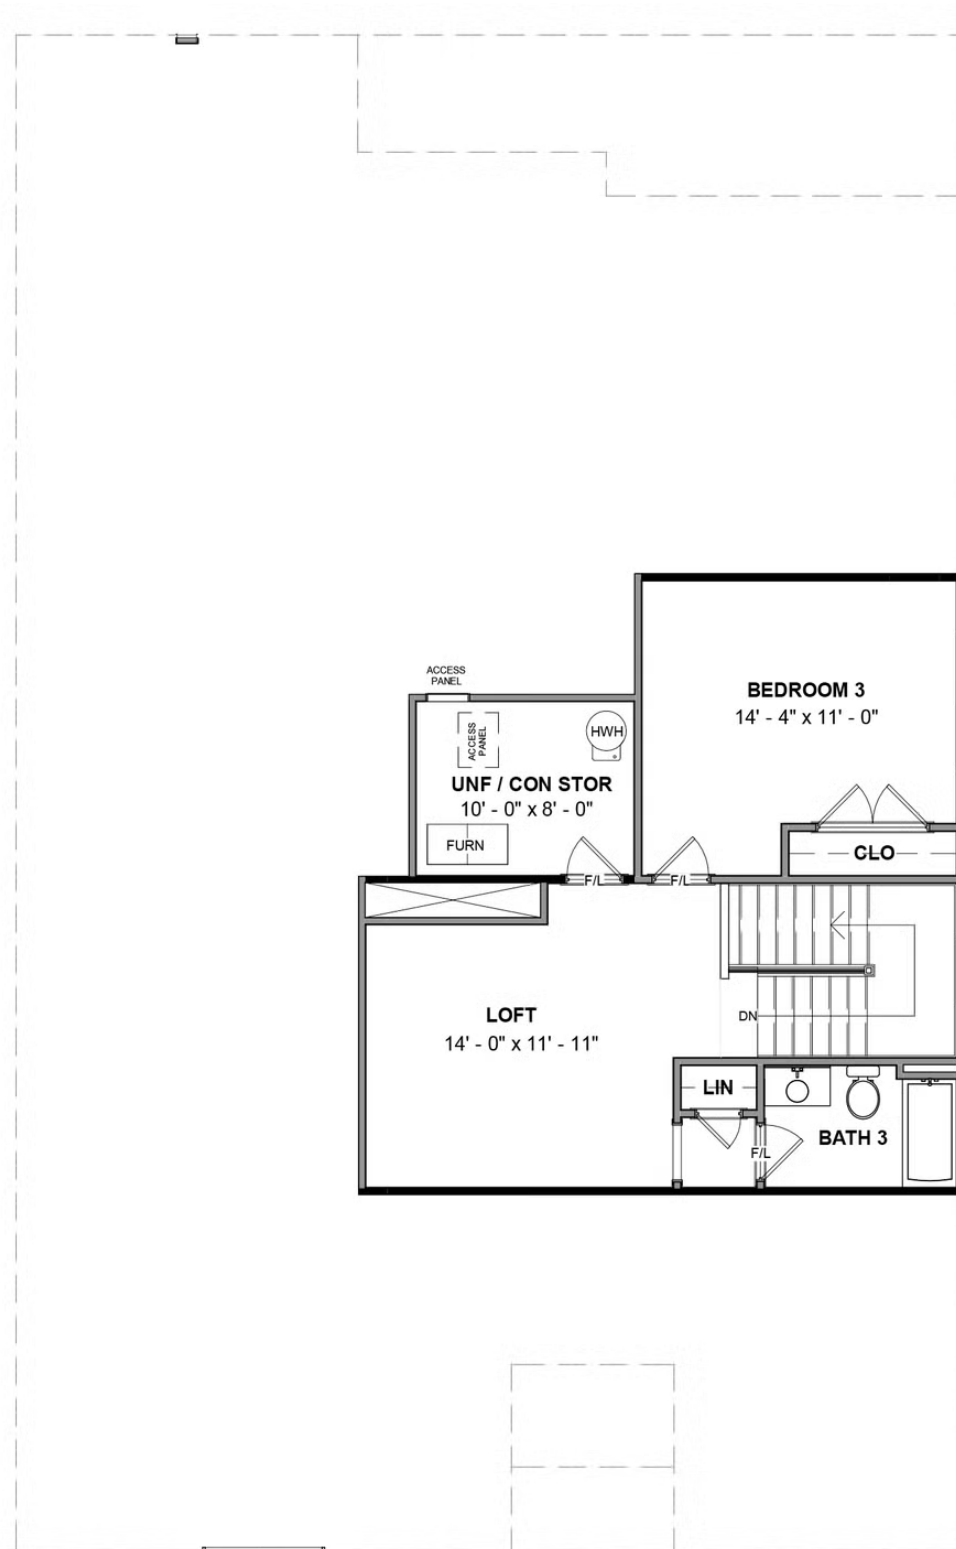 ACCESS
PANEL
BEDROOM 3
14' - 4" x 11' - 0"
ACCESS
PANEL
HWH
UNF / CON STOR
10' - 0" x 8' - 0"
FURN
CLO
F/L
F/L
LOFT
14' - 0" x 11' - 11"
DN
LIN
BATH 3
F/L